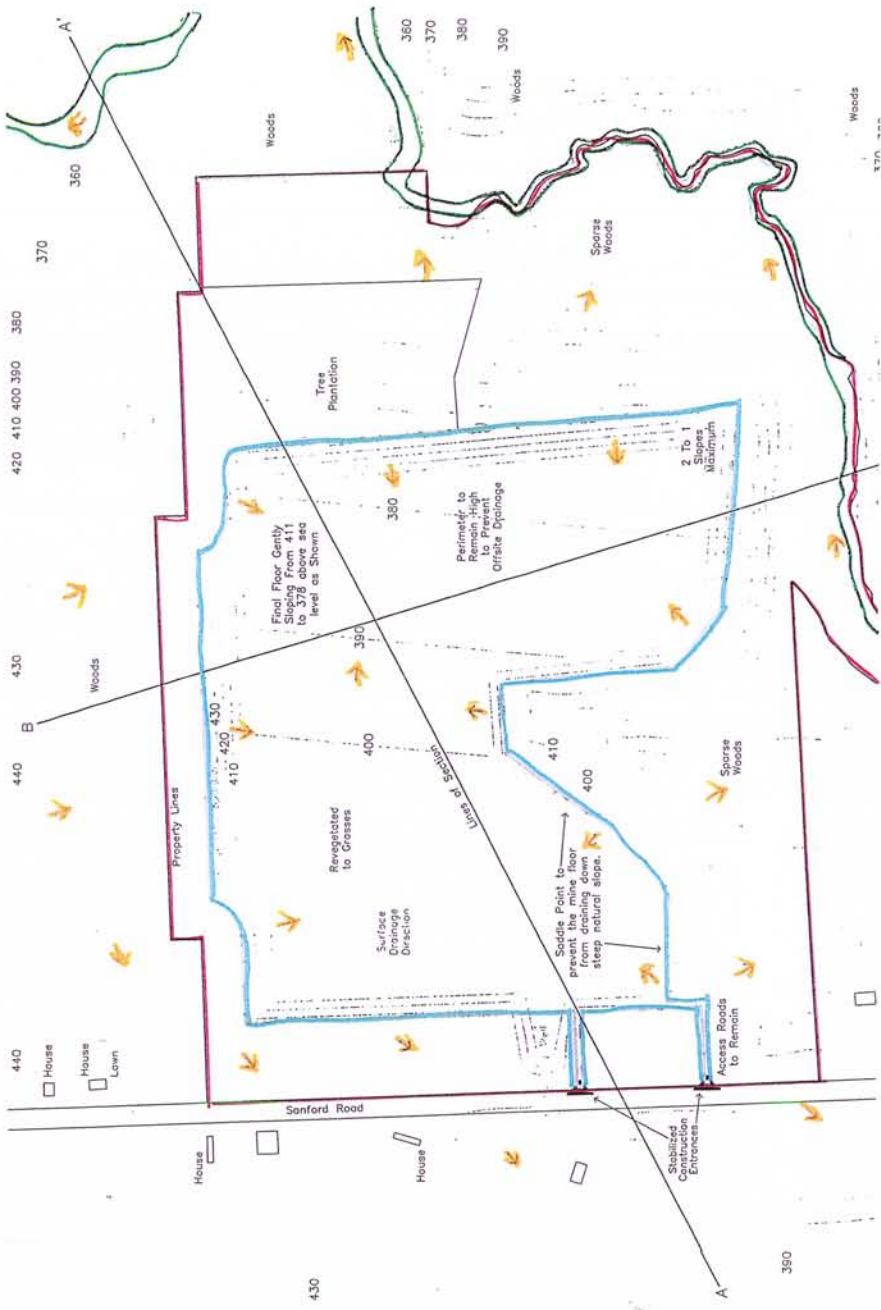 A'
360
370
380
390
Woods
Woods
Woods
360
370
380
390
400
410
420
430
440
440
Sparse
Woods
Tree
Plantation
2 To 1
Slopes
Maximum
380
Perimeter to
Remain High
to Prevent
Offsite Drainage
Final Floor Gently
Sloping From 411
to 378 above sea
level as Shown
390
Woods
B
430
420
410
400
410
400
Lines of Section
Sparse
Woods
Property Lines
Revegetated
to Grasses
Surface
Drainage
Direction
Saddle Point to
prevent the mine floor
from draining down
steep natural slope.
House
House
Lawn
Access Roads
to Remain
Sanford Road
House
House
Stabilized
Construction
Entrances
A
430
390
370